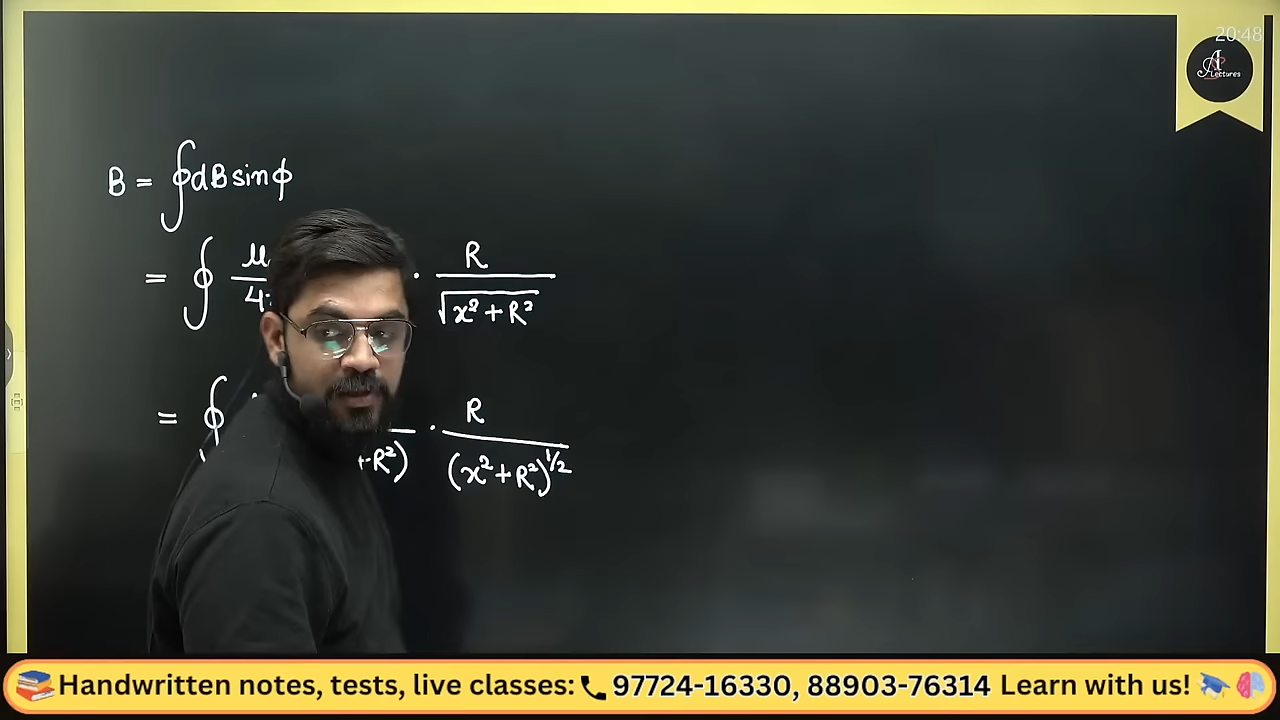 20:48
A Lectures
B = ∮dB sinϕ
= ∮ μ / 4 · R / √x² + R²
= ∮ +R²) · R / (x² + R²)^1/2
Handwritten notes, tests, live classes: 97724-16330, 88903-76314 Learn with us!